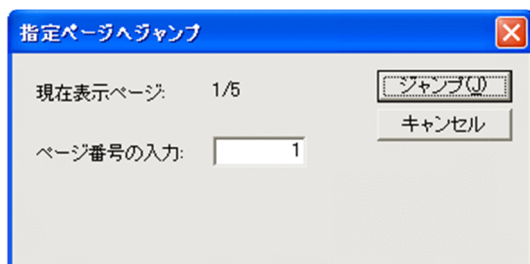 指定ページへジャンプ
現在表示ページ: 1/5
ジャンプ(J)
キャンセル
ページ番号の入力: 1